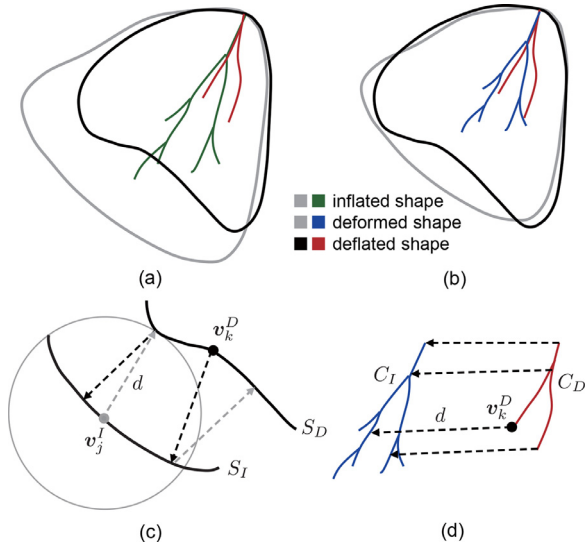 inflated shape
deformed shape
deflated shape
(a)
(b)
v_k^D
d
v_j^I
S_D
S_I
(c)
C_I
C_D
v_k^D
d
(d)